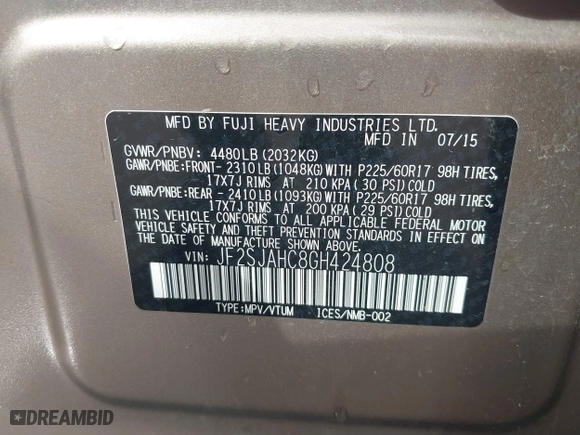 MFD BY FUJI HEAVY INDUSTRIES LTD.
MFD IN 07/15
GVWR/PNBV: 4480LB(2032KG)
GAWR/PNBE:FRONT- 2310LB(1048KG)WITH P225/60R17 98H TIRES,
17X7J RIMS AT 210 KPA( 30 PSI)COLD
GAWR/PNBE:REAR - 2410LB(1093KG)WITH P225/60R17 98H TIRES,
17X7J RIMS AT 200 KPA( 29 PSI)COLD
THIS VEHICLE CONFORMS TO ALL APPLICABLE FEDERAL MOTOR
VEHICLE SAFETY AND THEFT PREVENTION STANDARDS IN
EFFECT ON THE DATE OF MANUFACTURE SHOWN ABOVE.
VIN: JF2SJAHC8GH424808
TYPE:MPV/VTUM ICES/NMB-002
DREAMBID